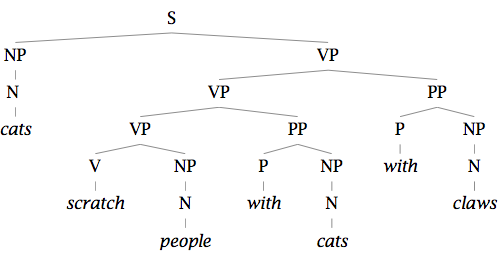 S
NP VP
N VP PP
cats VP PP P NP
V NP P NP with N
scratch N with N claws
people cats